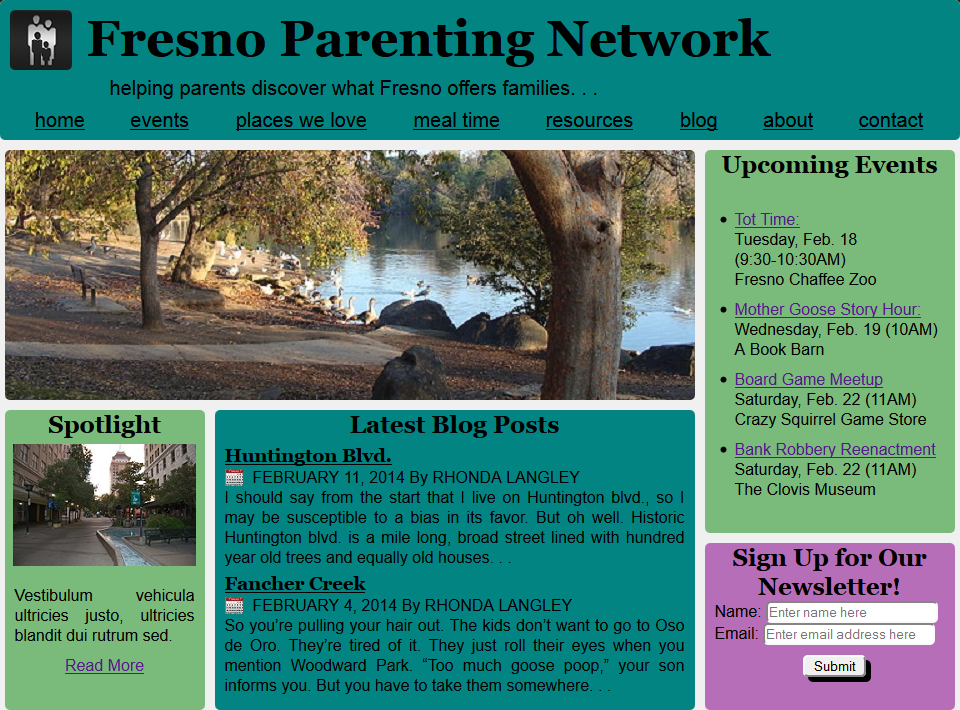 Fresno Parenting Network
helping parents discover what Fresno offers families. . .
home events places we love meal time resources blog about contact
Upcoming Events
Tot Time:
Tuesday, Feb. 18
(9:30-10:30AM)
Fresno Chaffee Zoo
Mother Goose Story Hour:
Wednesday, Feb. 19 (10AM)
A Book Barn
Board Game Meetup
Saturday, Feb. 22 (11AM)
Crazy Squirrel Game Store
Bank Robbery Reenactment
Saturday, Feb. 22 (11AM)
The Clovis Museum
Spotlight
Vestibulum vehicula
ultricies justo, ultricies
blandit dui rutrum sed.
Read More
Latest Blog Posts
Huntington Blvd.
FEBRUARY 11, 2014 By RHONDA LANGLEY
I should say from the start that I live on Huntington blvd., so I
may be susceptible to a bias in its favor. But oh well. Historic
Huntington blvd. is a mile long, broad street lined with hundred
year old trees and equally old houses. . .
Fancher Creek
FEBRUARY 4, 2014 By RHONDA LANGLEY
So you’re pulling your hair out. The kids don’t want to go to Oso
de Oro. They’re tired of it. They just roll their eyes when you
mention Woodward Park. “Too much goose poop,” your son
informs you. But you have to take them somewhere. . .
Sign Up for Our
Newsletter!
Name: Enter name here
Email: Enter email address here
Submit